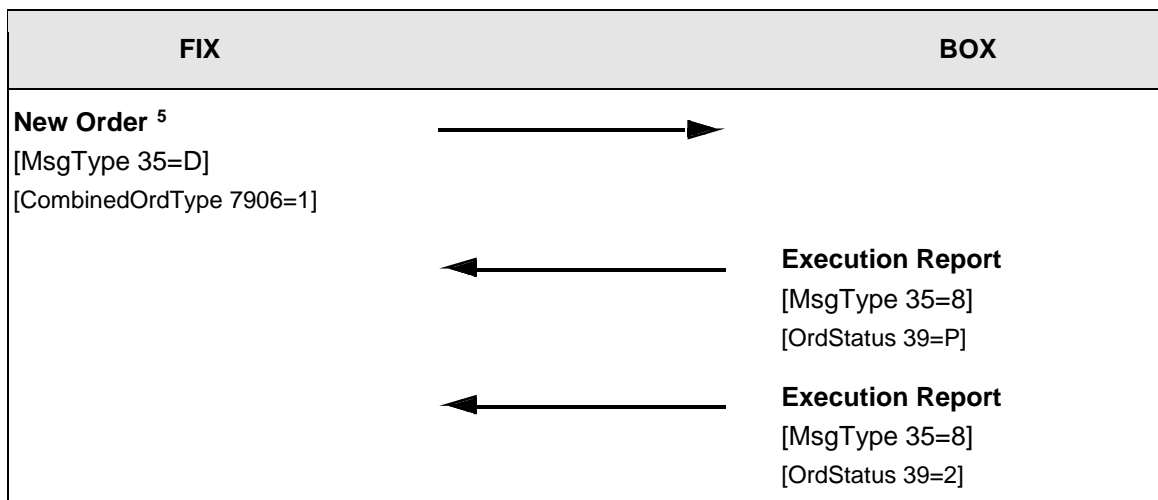 FIX
BOX
New Order 5
[MsgType 35=D]
[CombinedOrdType 7906=1]
Execution Report
[MsgType 35=8]
[OrdStatus 39=P]
Execution Report
[MsgType 35=8]
[OrdStatus 39=2]